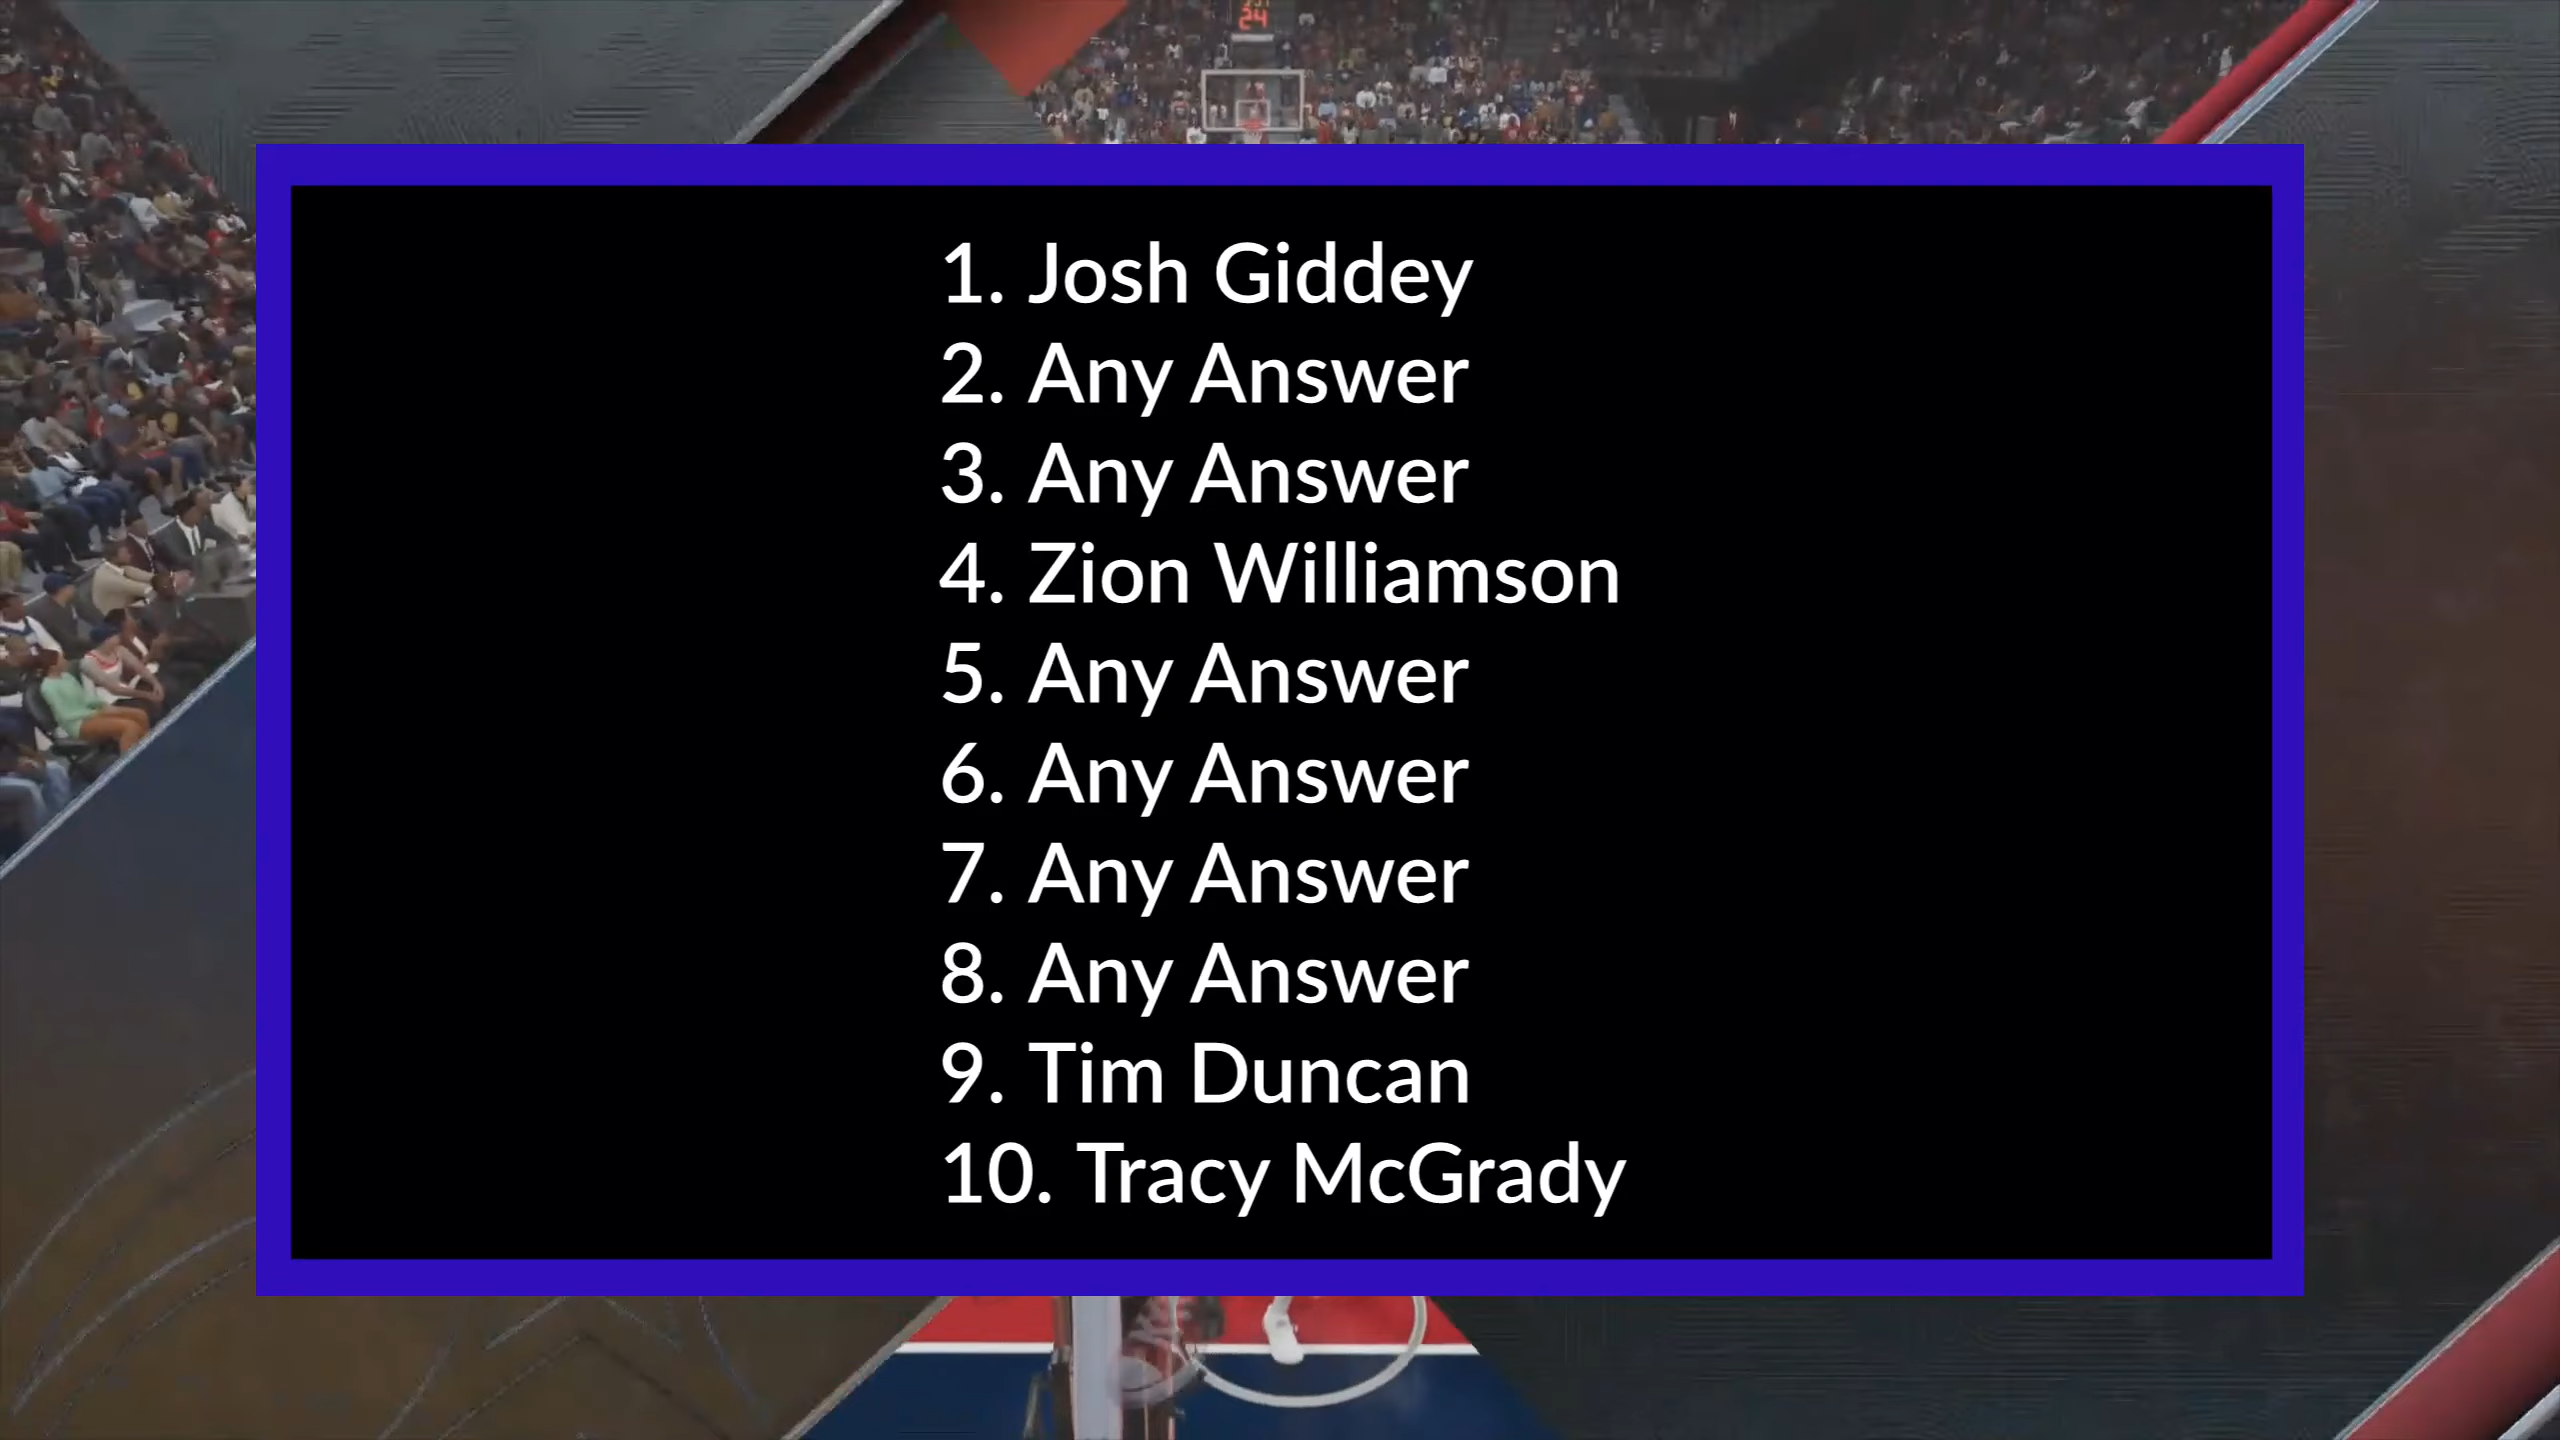 24
1. Josh Giddey
2. Any Answer
3. Any Answer
4. Zion Williamson
5. Any Answer
6. Any Answer
7. Any Answer
8. Any Answer
9. Tim Duncan
10. Tracy McGrady